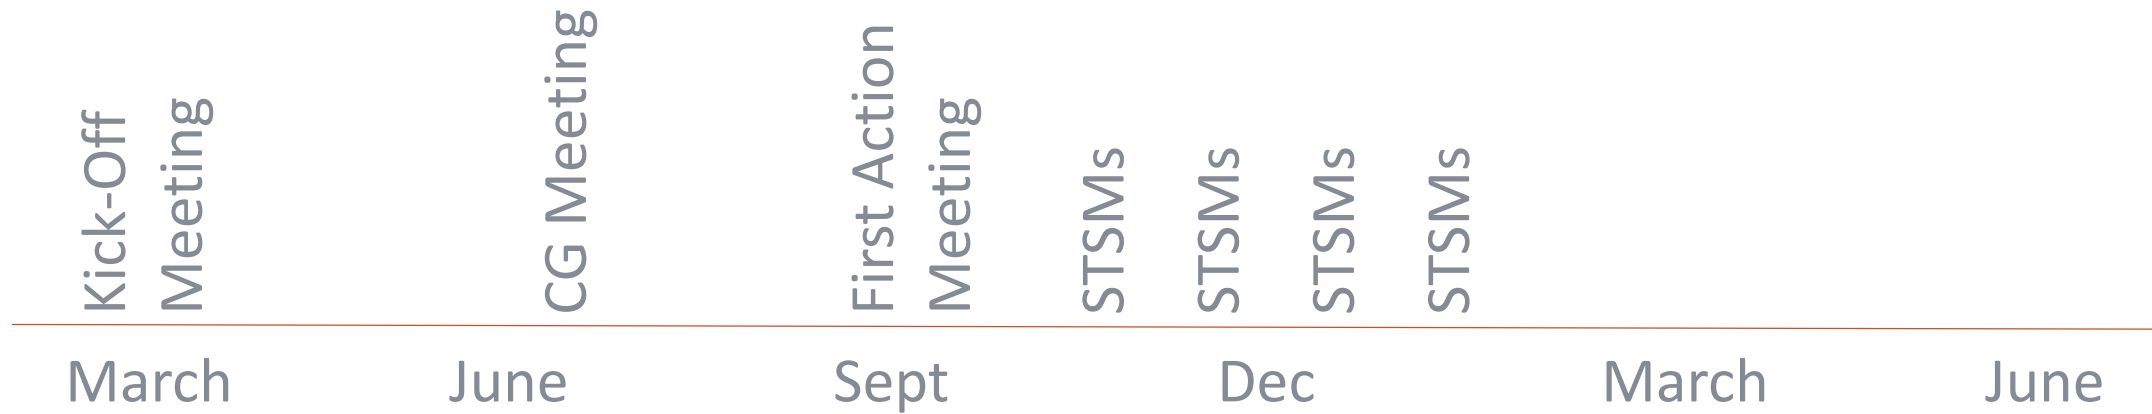 Kick-Off
Meeting
CG Meeting
First Action
Meeting
STSMs
STSMs
STSMs
STSMs
March
June
Sept
Dec
March
June